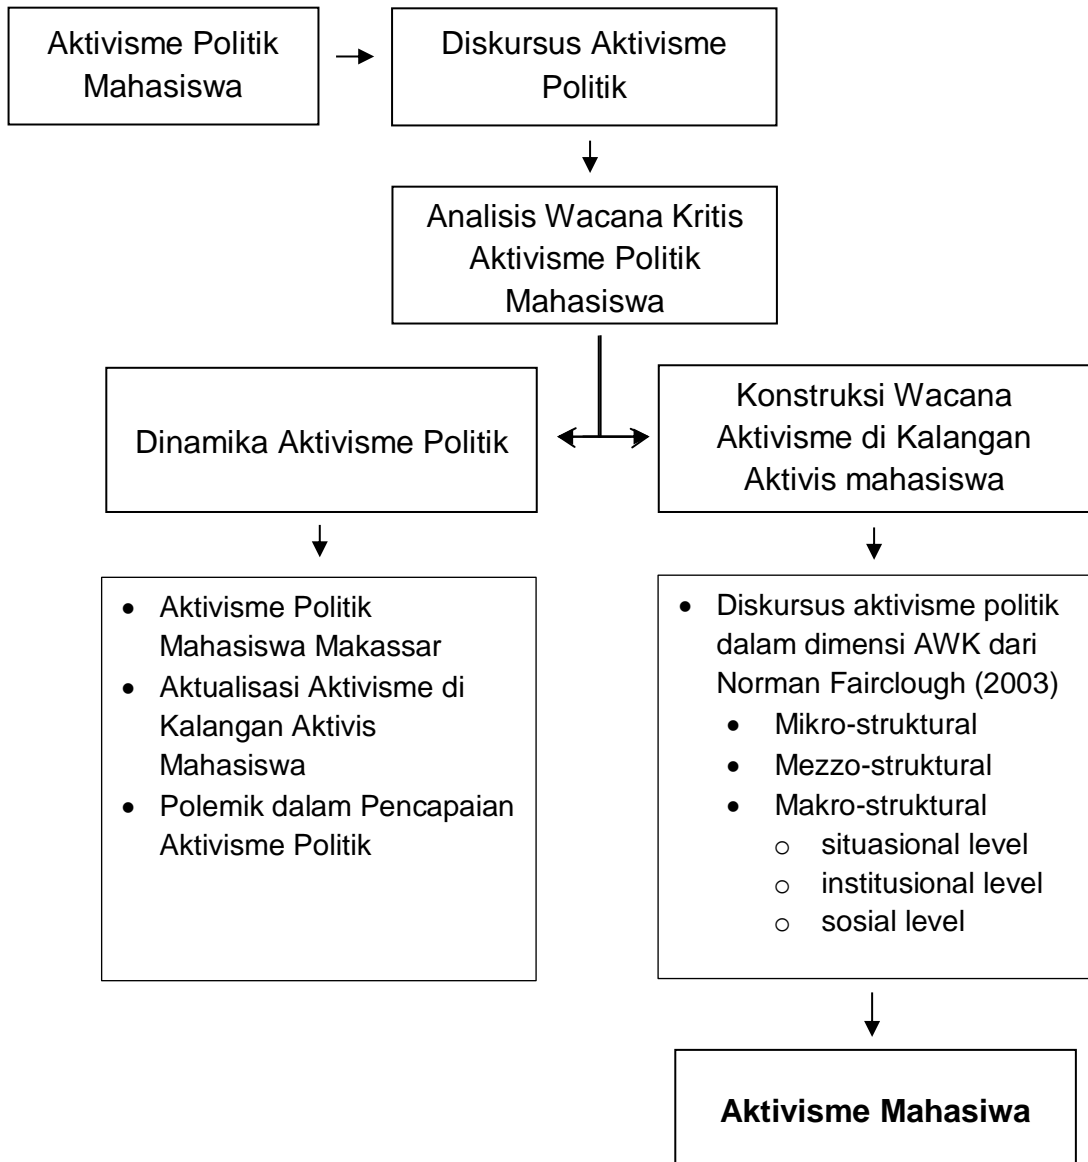 Aktivisme Politik
Mahasiswa
Diskursus Aktivisme
Politik
Analisis Wacana Kritis
Aktivisme Politik
Mahasiswa
Dinamika Aktivisme Politik
Konstruksi Wacana
Aktivisme di Kalangan
Aktivis mahasiswa
• Aktivisme Politik
Mahasiswa Makassar
• Aktualisasi Aktivisme di
Kalangan Aktivis
Mahasiswa
• Polemik dalam Pencapaian
Aktivisme Politik
• Diskursus aktivisme politik
dalam dimensi AWK dari
Norman Fairclough (2003)
• Mikro-struktural
• Mezzo-struktural
• Makro-struktural
o situasional level
o institusional level
o sosial level
Aktivisme Mahasiwa